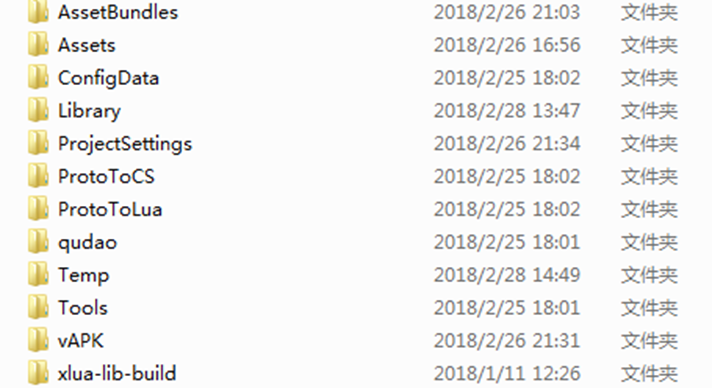 AssetBundles 2018/2/26 21:03 文件夹
Assets 2018/2/26 16:56 文件夹
ConfigData 2018/2/25 18:02 文件夹
Library 2018/2/28 13:47 文件夹
ProjectSettings 2018/2/26 21:34 文件夹
ProtoToCS 2018/2/25 18:02 文件夹
ProtoToLua 2018/2/25 18:02 文件夹
qudao 2018/2/25 18:01 文件夹
Temp 2018/2/28 14:49 文件夹
Tools 2018/2/25 18:01 文件夹
vAPK 2018/2/26 21:31 文件夹
xlua-lib-build 2018/1/11 12:26 文件夹